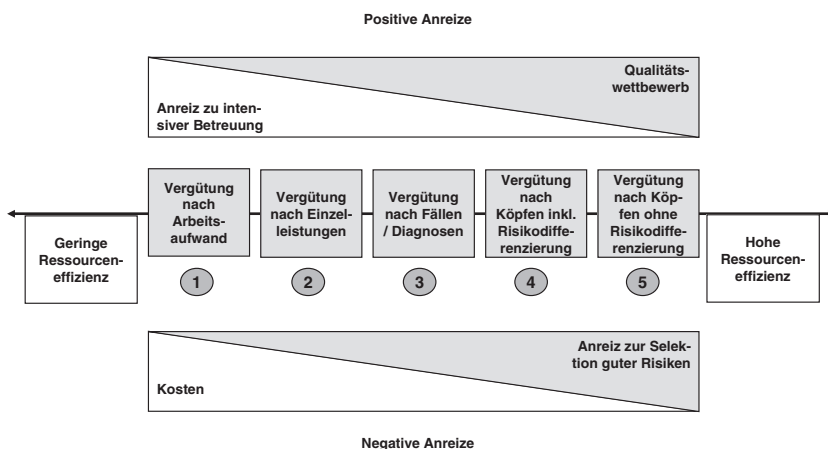 Positive Anreize
Qualitäts-
wettbewerb
Anreiz zu inten-
siver Betreuung
Geringe
Ressourcen-
effizienz
Vergütung
nach
Arbeits-
aufwand
1
Vergütung
nach Einzel-
leistungen
2
Vergütung
nach Fällen
/ Diagnosen
3
Vergütung
nach
Köpfen inkl.
Risikodiffe-
renzierung
4
Vergütung
nach Köp-
fen ohne
Risikodiffe-
renzierung
5
Hohe
Ressourcen-
effizienz
Anreiz zur Selek-
tion guter Risiken
Kosten
Negative Anreize